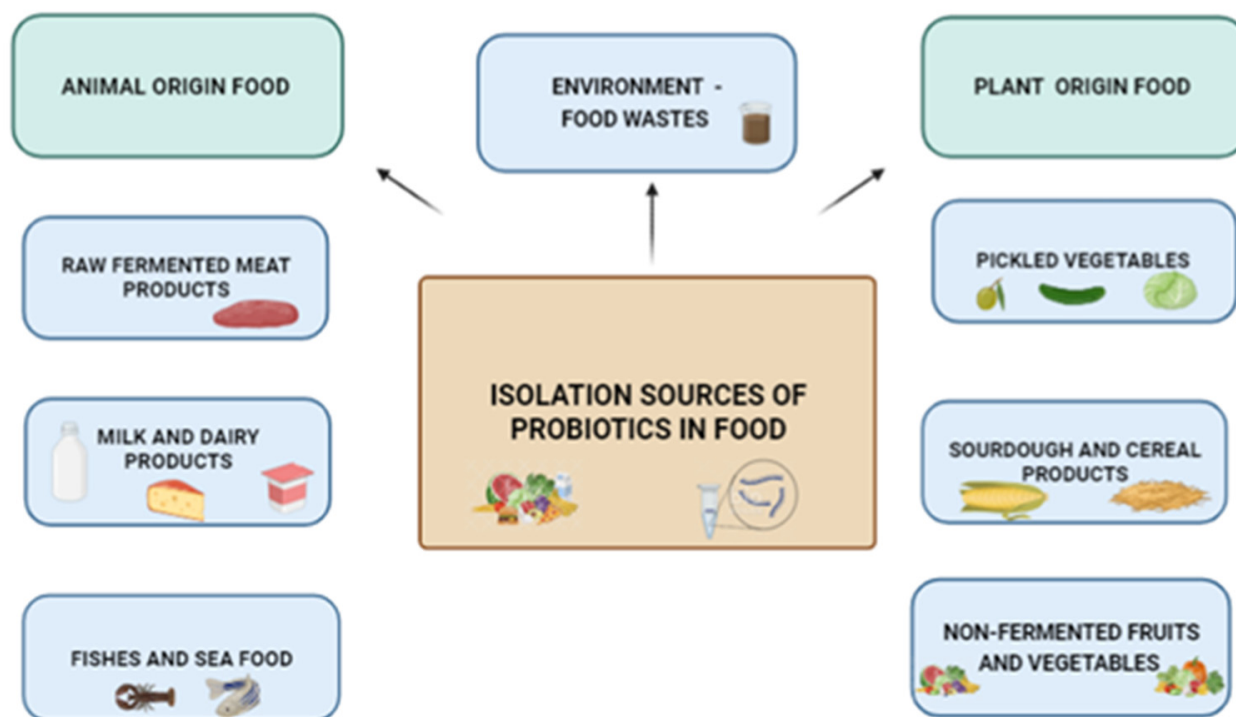 ANIMAL ORIGIN FOOD
ENVIRONMENT -
FOOD WASTES
PLANT ORIGIN FOOD
RAW FERMENTED MEAT
PRODUCTS
PICKLED VEGETABLES
ISOLATION SOURCES OF
PROBIOTICS IN FOOD
MILK AND DAIRY
PRODUCTS
SOURDOUGH AND CEREAL
PRODUCTS
FISHES AND SEA FOOD
NON-FERMENTED FRUITS
AND VEGETABLES